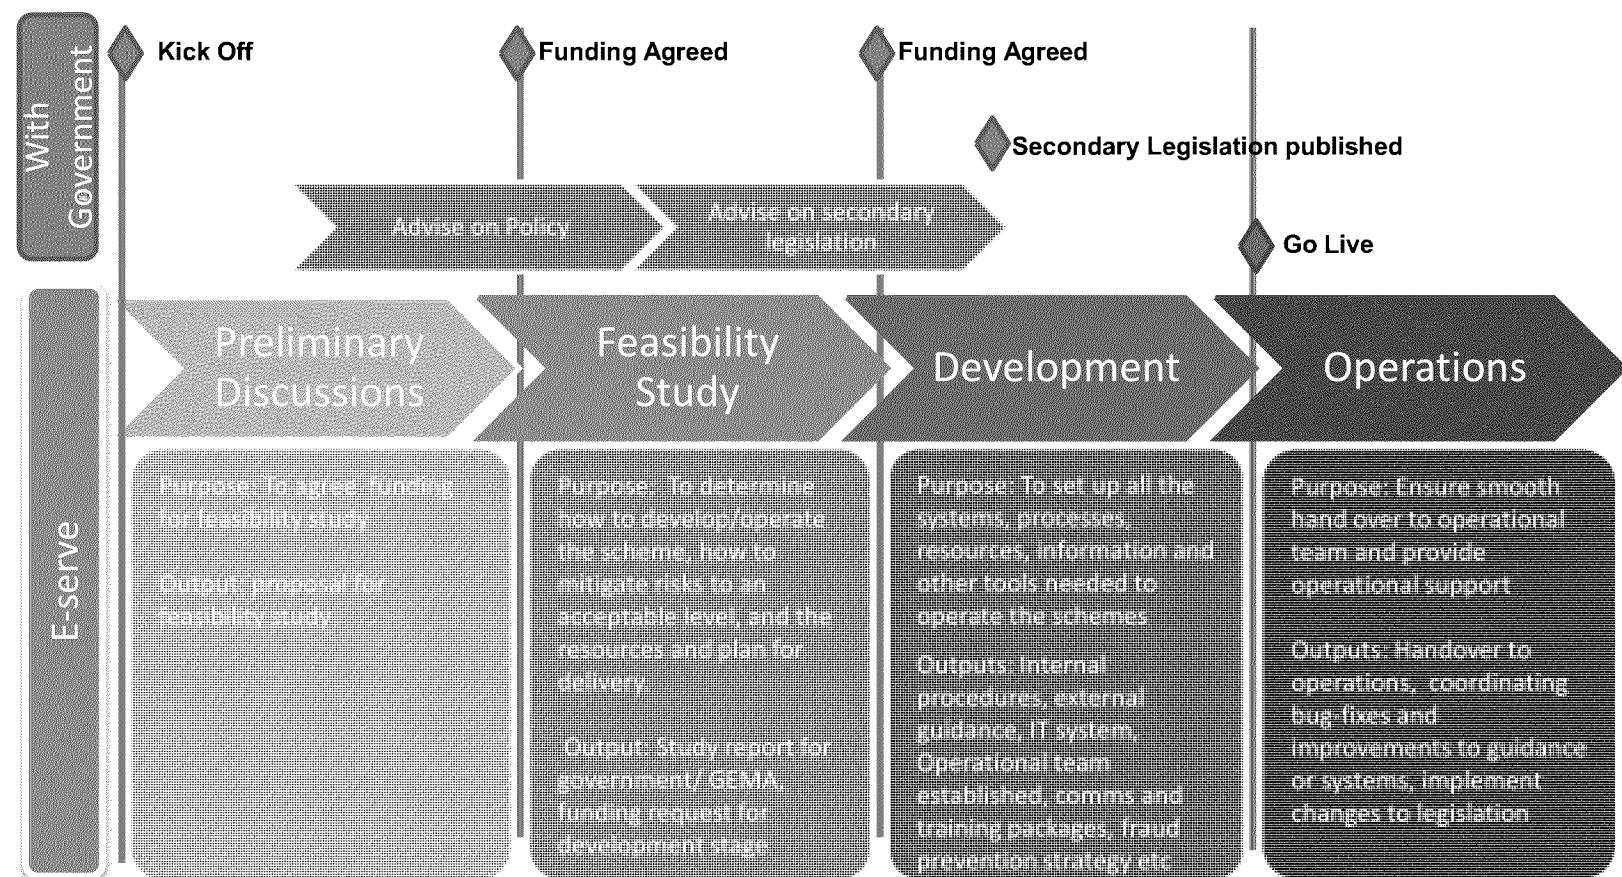 With
Government
Kick Off
Funding Agreed
Funding Agreed
Secondary Legislation published
Advise on Policy
Advise on secondary
legislation
Go Live
E-serve
Preliminary
Discussions
Feasibility
Study
Development
Operations
Purpose: To agree funding
for feasibility study
Output: proposal for
feasibility study
Purpose: To determine
how to develop/operate
the scheme, how to
mitigate risks to an
acceptable level, and the
resources and plan for
delivery
Output: Study report for
government/ GEMA,
funding request for
development stage
Purpose: To set up all the
systems, processes,
resources, information and
other tools needed to
operate the schemes
Outputs: Internal
procedures, external
guidance, IT system,
Operational team
established, comms and
training packages, fraud
prevention strategy etc
Purpose: Ensure smooth
hand over to operational
team and provide
operational support
Outputs: Handover to
operations, coordinating
bug-fixes and
improvements to guidance
or systems, implement
changes to legislation